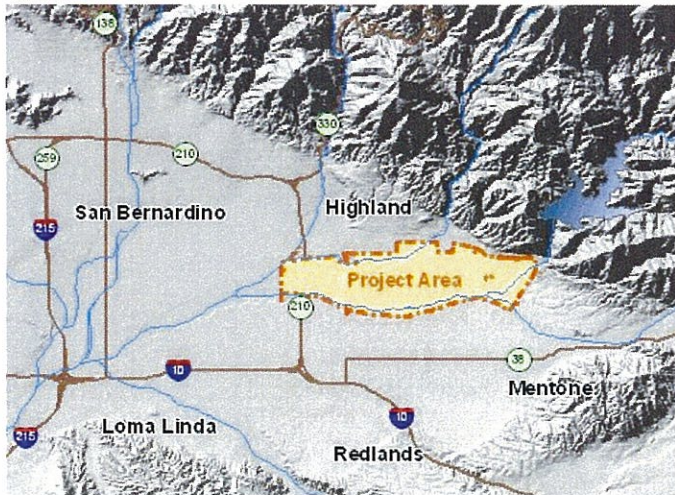 138
330
259
210
San Bernardino
Highland
215
Project Area
210
38
10
Mentone
10
Loma Linda
215
Redlands